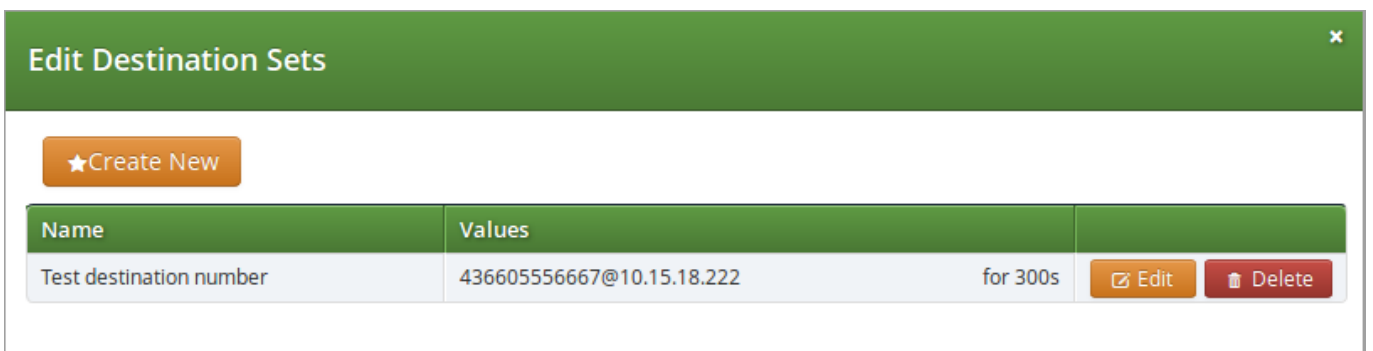 Edit Destination Sets
Create New
Name Values
Test destination number 436605556667@10.15.18.222 for 300s Edit Delete